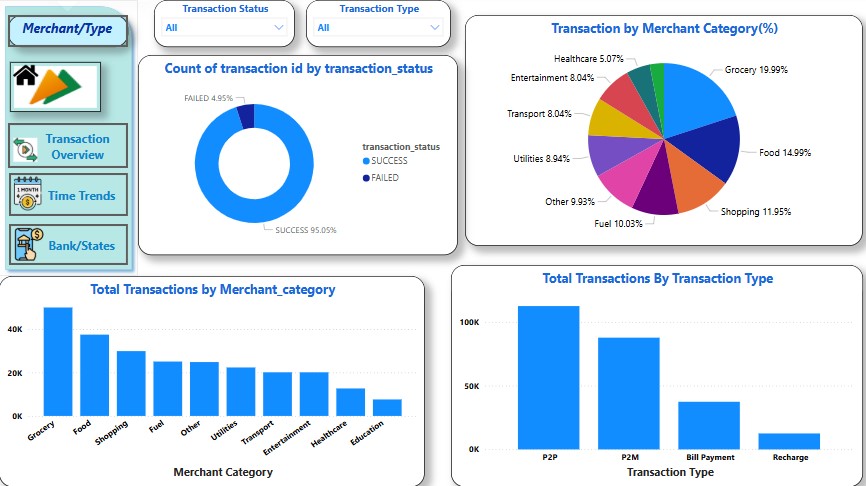 Merchant/Type
Transaction Status
All
Transaction Type
All
Transaction
Overview
1 MONTH
Time Trends
Bank/States
Count of transaction id by transaction_status
FAILED 4.95%
SUCCESS 95.05%
transaction_status
SUCCESS
FAILED
Transaction by Merchant Category(%)
Healthcare 5.07%
Entertainment 8.04%
Transport 8.04%
Utilities 8.94%
Other 9.93%
Fuel 10.03%
Grocery 19.99%
Food 14.99%
Shopping 11.95%
Total Transactions by Merchant_category
40K
20K
0K
Grocery
Food
Shopping
Fuel
Other
Utilities
Transport
Entertainment
Healthcare
Education
Merchant Category
Total Transactions By Transaction Type
100K
50K
0K
P2P
P2M
Bill Payment
Recharge
Transaction Type